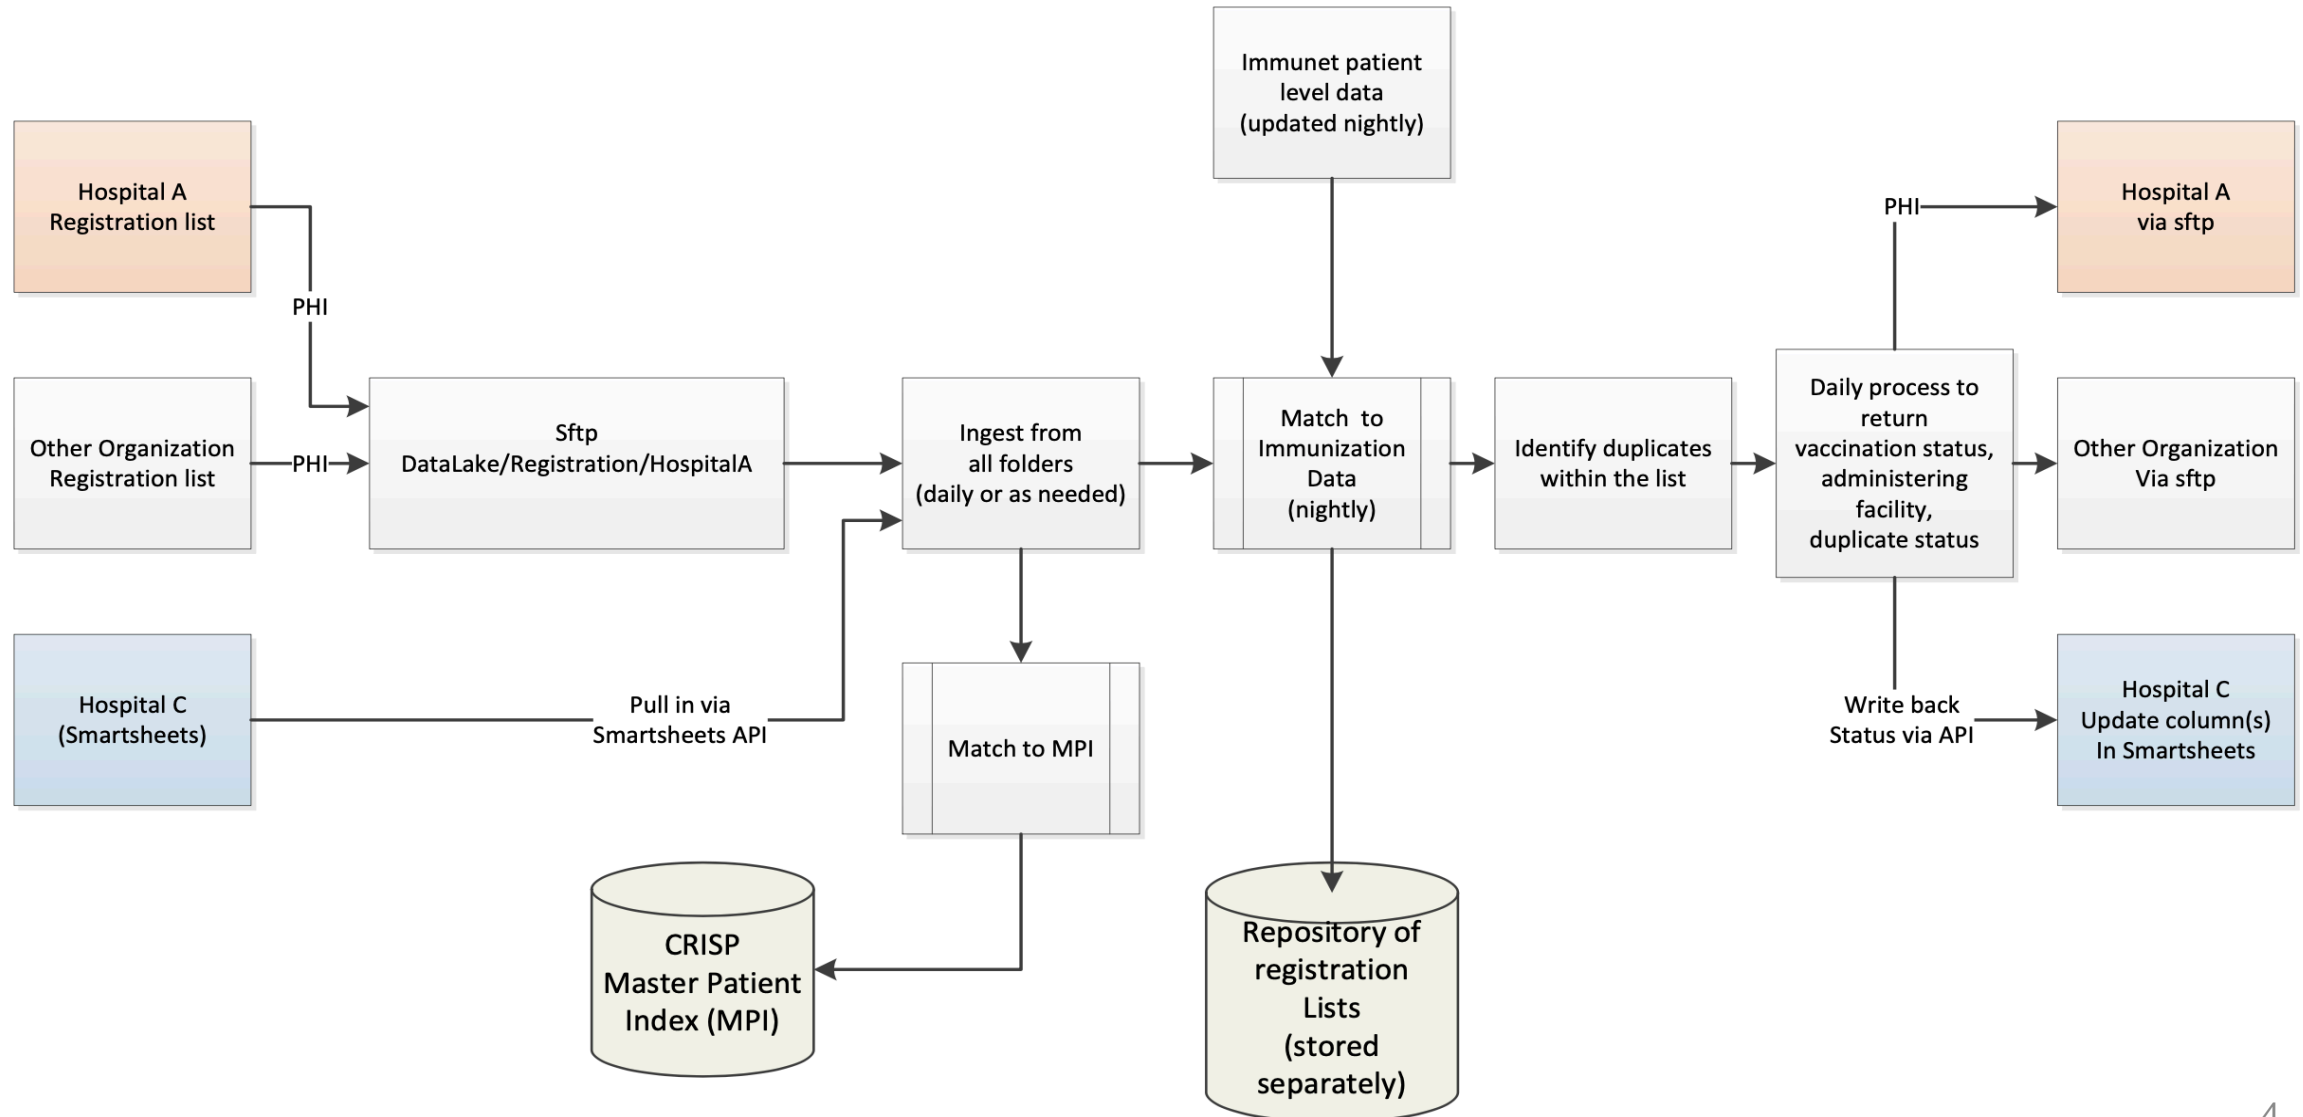 Immunet patient
level data
(updated nightly)
Hospital A
Registration list
PHI
Hospital A
via sftp
PHI
Other Organization
Registration list
PHI
Sftp
DataLake/Registration/HospitalA
Ingest from
all folders
(daily or as needed)
Match to
Immunization
Data
(nightly)
Identify duplicates
within the list
Daily process to
return
vaccination status,
administering
facility,
duplicate status
Other Organization
Via sftp
Hospital C
(Smartsheets)
Pull in via
Smartsheets API
Match to MPI
Write back
Status via API
Hospital C
Update column(s)
In Smartsheets
CRISP
Master Patient
Index (MPI)
Repository of
registration
Lists
(stored
separately)
4